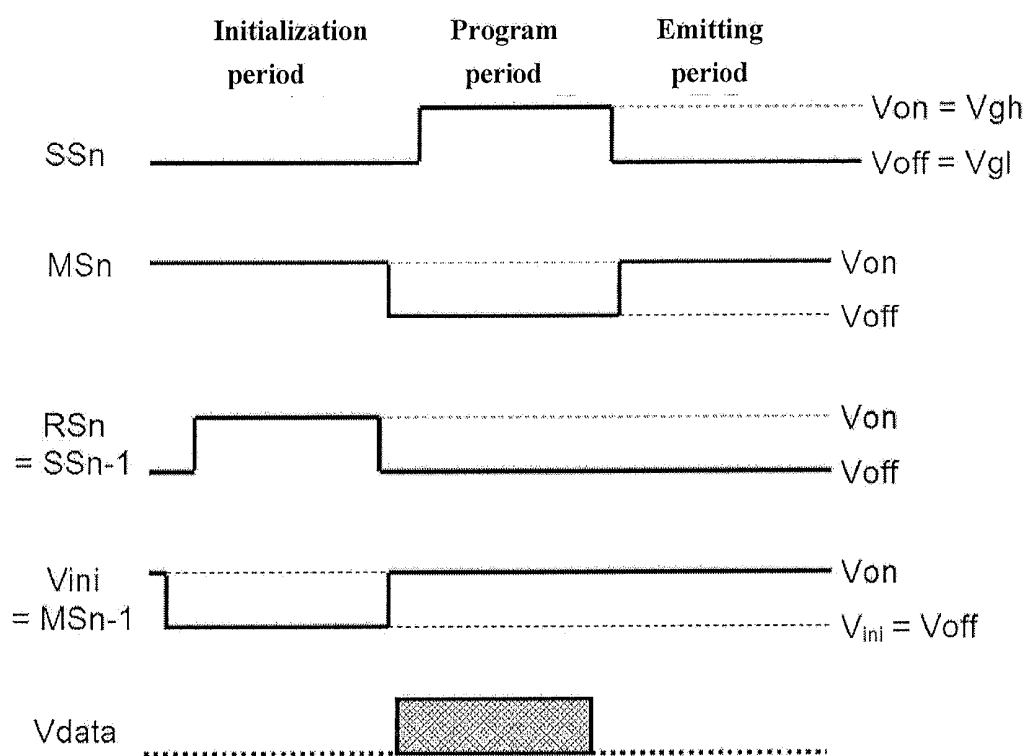 Initialization period
Program period
Emitting period
SSn
Von = Vgh
Voff = Vgl
MSn
Von
Voff
RSn
= SSn-1
Von
Voff
Vini
= MSn-1
Von
Vini = Voff
Vdata